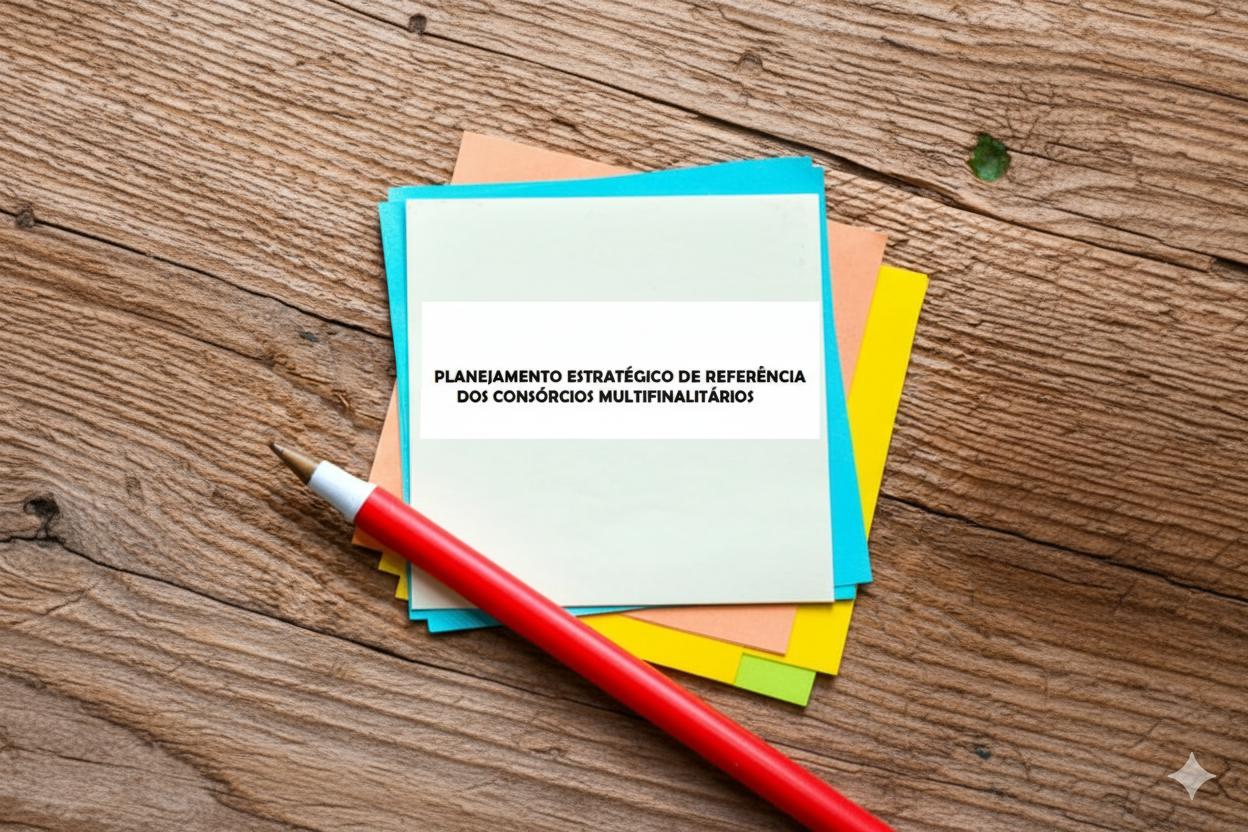 PLANEJAMENTO ESTRATÉGICO DE REFERÊNCIA
DOS CONSÓRCIOS MULTIFINALITÁRIOS